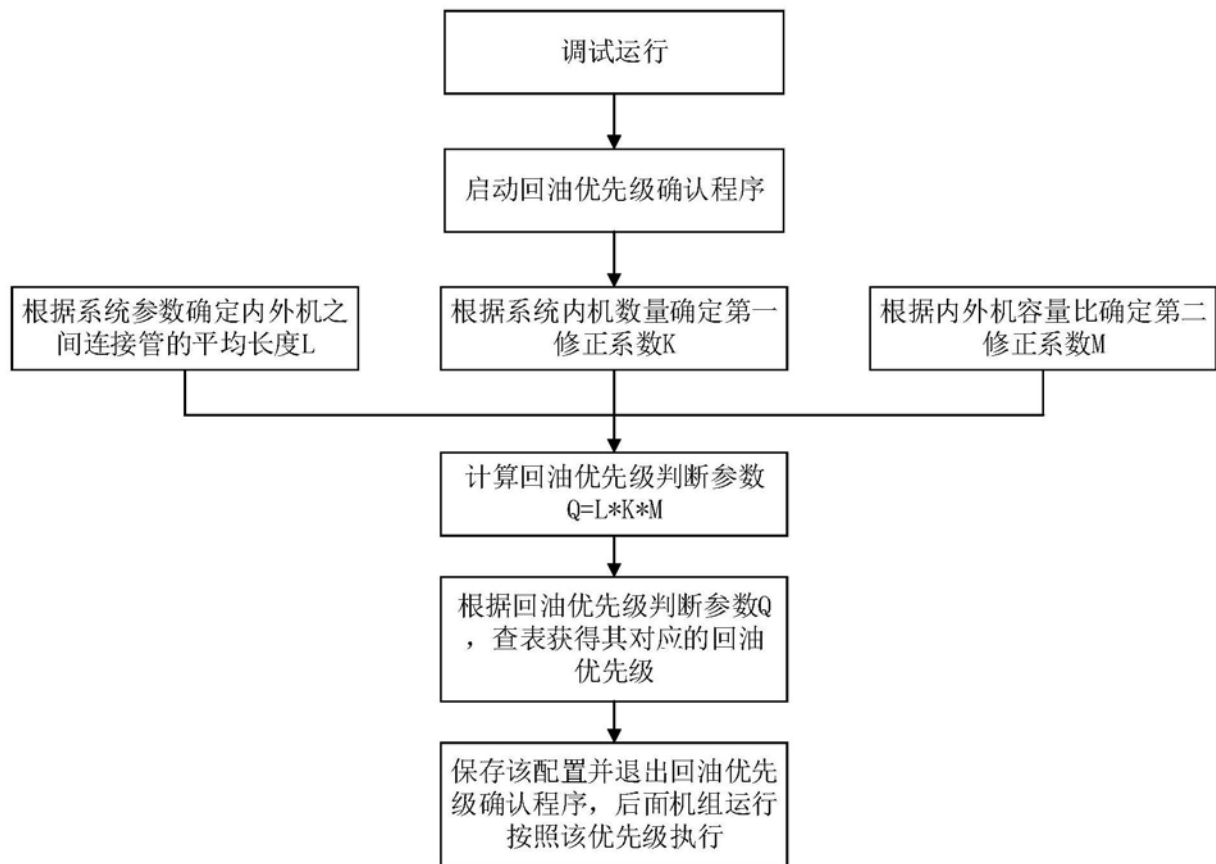 调试运行
启动回油优先级确认程序
根据系统参数确定内外机之
间连接管的平均长度L
根据系统内机数量确定第一
修正系数K
根据内外机容量比确定第二
修正系数M
计算回油优先级判断参数
Q=L*K*M
根据回油优先级判断参数Q
，查表获得其对应的回油
优先级
保存该配置并退出回油优先
级确认程序，后面机组运行
按照该优先级执行